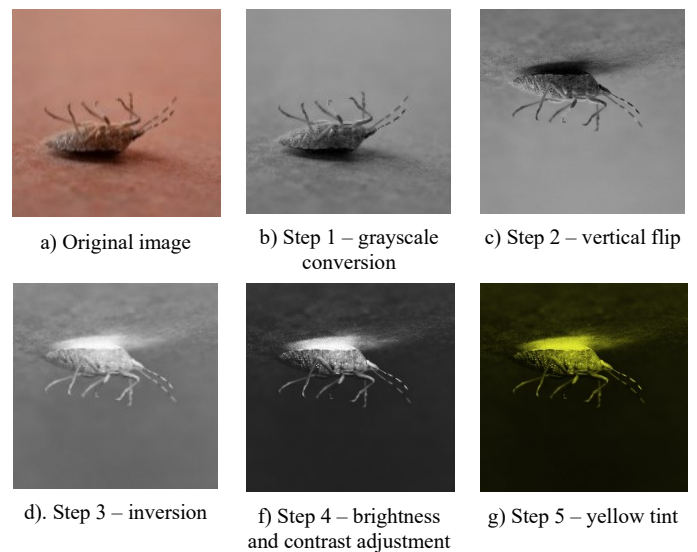 a) Original image
b) Step 1 – grayscale
conversion
c) Step 2 – vertical flip
d). Step 3 – inversion
f) Step 4 – brightness
and contrast adjustment
g) Step 5 – yellow tint